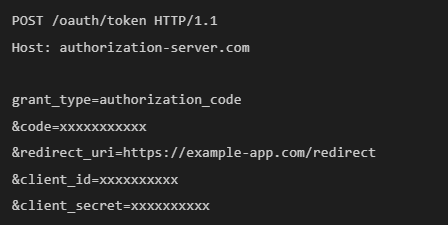 POST /oauth/token HTTP/1.1
Host: authorization-server.com

grant_type=authorization_code
&code=xxxxxxxxxxx
&redirect_uri=https://example-app.com/redirect
&client_id=xxxxxxxxxx
&client_secret=xxxxxxxxxx